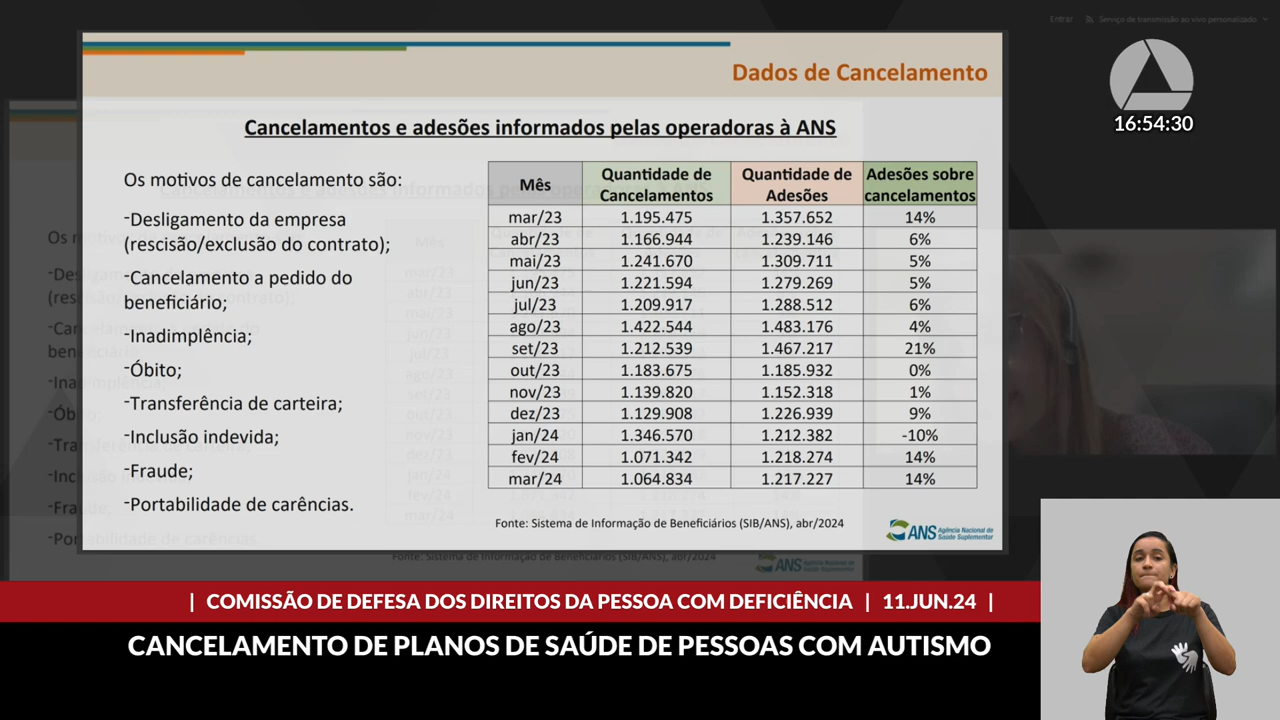 Entrar
Serviço de transmissão ao vivo personalizado
16:54:30
Dados de Cancelamento
Cancelamentos e adesões informados pelas operadoras à ANS
Os motivos de cancelamento são:
-Desligamento da empresa
(rescisão/exclusão do contrato);
-Cancelamento a pedido do
beneficiário;
-Inadimplência;
-Óbito;
-Transferência de carteira;
-Inclusão indevida;
-Fraude;
-Portabilidade de carências.
Mês Quantidade de Cancelamentos Quantidade de Adesões Adesões sobre cancelamentos
mar/23 1.195.475 1.357.652 14%
abr/23 1.166.944 1.239.146 6%
mai/23 1.241.670 1.309.711 5%
jun/23 1.221.594 1.279.269 5%
jul/23 1.209.917 1.288.512 6%
ago/23 1.422.544 1.483.176 4%
set/23 1.212.539 1.467.217 21%
out/23 1.183.675 1.185.932 0%
nov/23 1.139.820 1.152.318 1%
dez/23 1.129.908 1.226.939 9%
jan/24 1.346.570 1.212.382 -10%
fev/24 1.071.342 1.218.274 14%
mar/24 1.064.834 1.217.227 14%
Fonte: Sistema de Informação de Beneficiários (SIB/ANS), abr/2024
ANS Agência Nacional de
Saúde Suplementar
| COMISSÃO DE DEFESA DOS DIREITOS DA PESSOA COM DEFICIÊNCIA | 11.JUN.24 |
CANCELAMENTO DE PLANOS DE SAÚDE DE PESSOAS COM AUTISMO